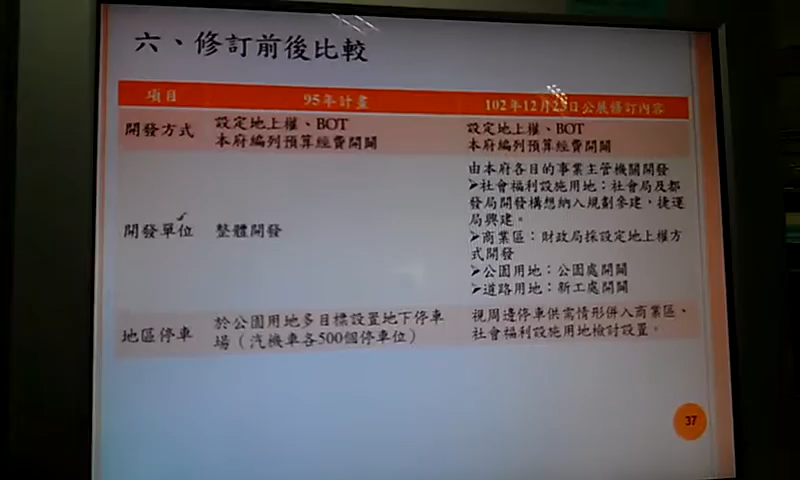 六、修訂前後比較
項目 95年計畫 102年12月25日公展修訂內容
開發方式 設定地上權、BOT
本府編列預算經費開闢
設定地上權、BOT
本府編列預算經費開闢
開發單位 整體開發
由本府各目的事業主管機關開發
➤社會福利設施用地：社會局及都
發局開發構想納入規劃參建，捷運
局興建。
➤商業區：財政局採設定地上權方
式開發
➤公園用地：公園處開闢
➤道路用地：新工處開闢
地區停車 於公園用地多目標設置地下停車
場（汽機車各500個停車位）
視周邊停車供需情形併入商業區、
社會福利設施用地檢討設置。
37